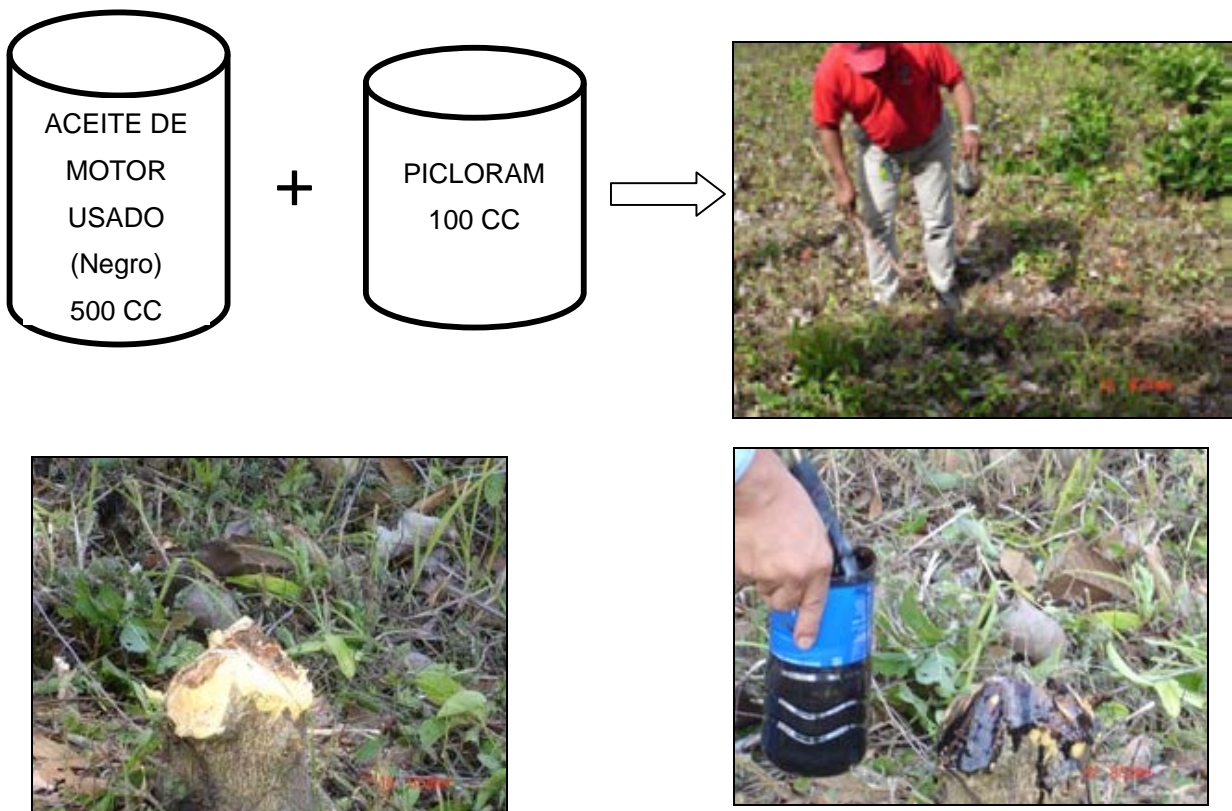 ACEITE DE
MOTOR
USADO
(Negro)
500 CC
+
PICLORAM
100 CC